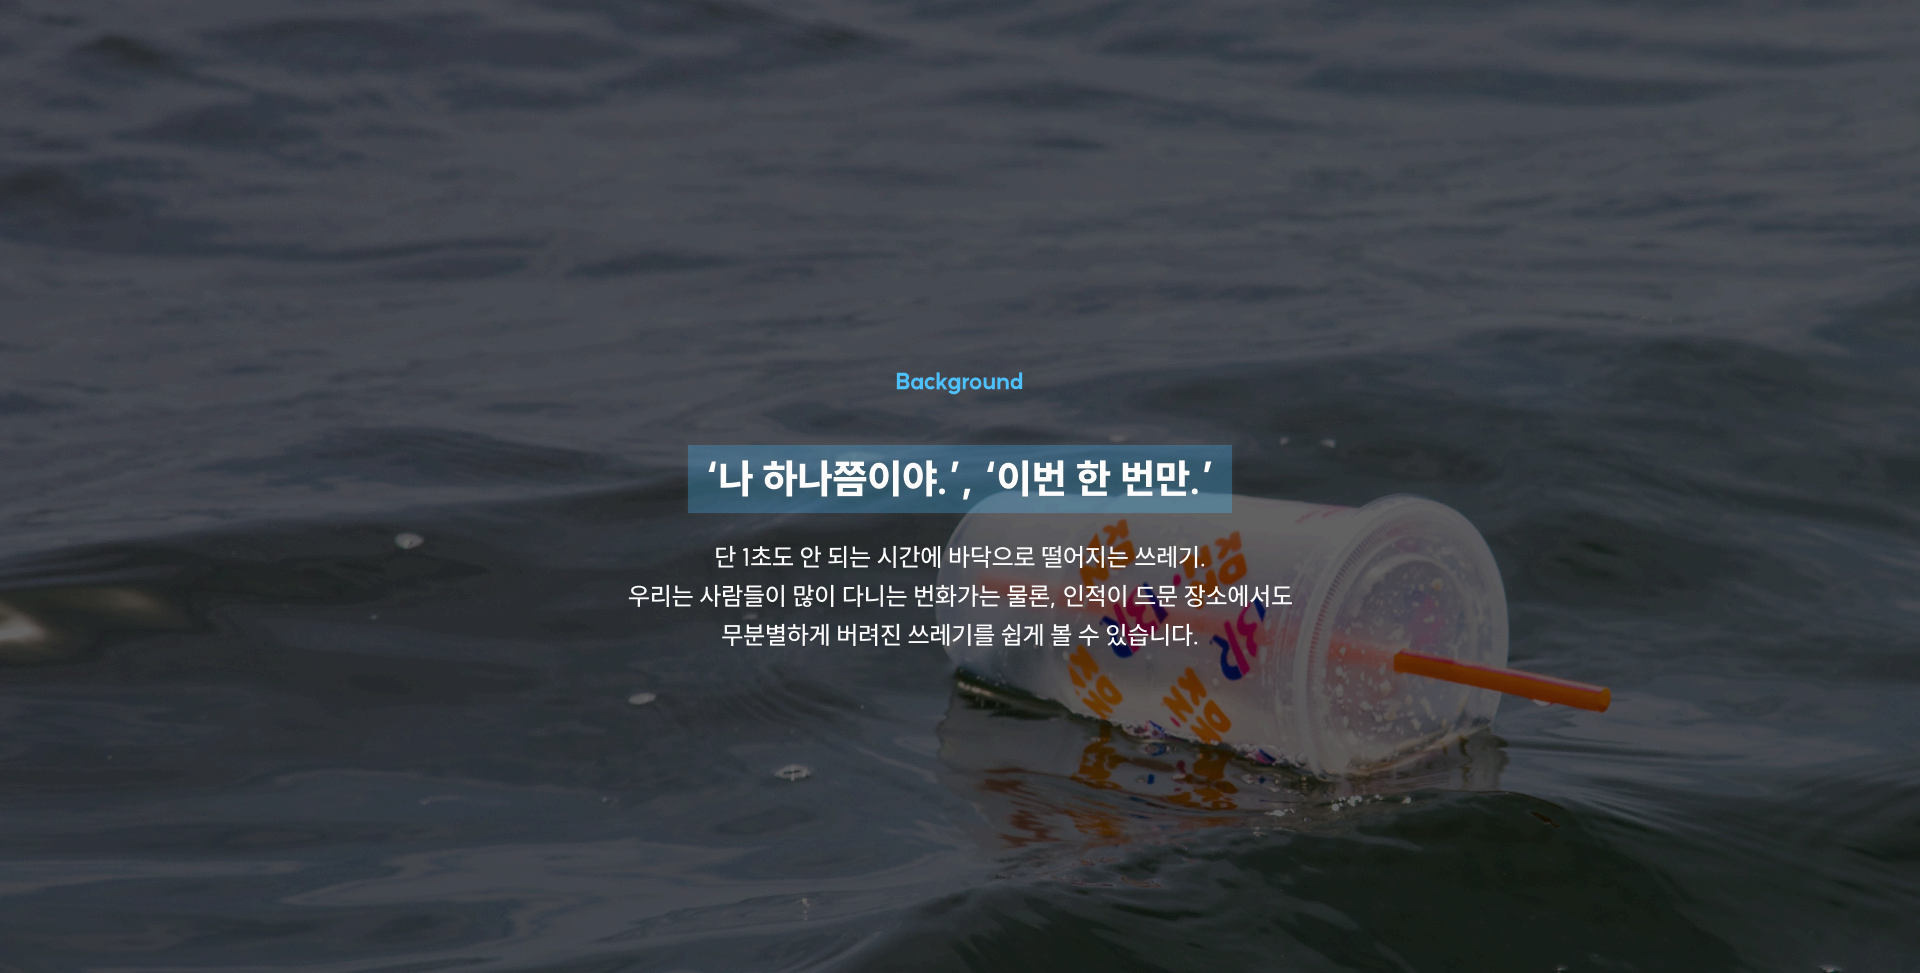 Background
‘나 하나쯤이야.’, ‘이번 한 번만.’
단 1초도 안 되는 시간에 바닥으로 떨어지는 쓰레기.
우리는 사람들이 많이 다니는 번화가는 물론, 인적이 드문 장소에서도
무분별하게 버려진 쓰레기를 쉽게 볼 수 있습니다.